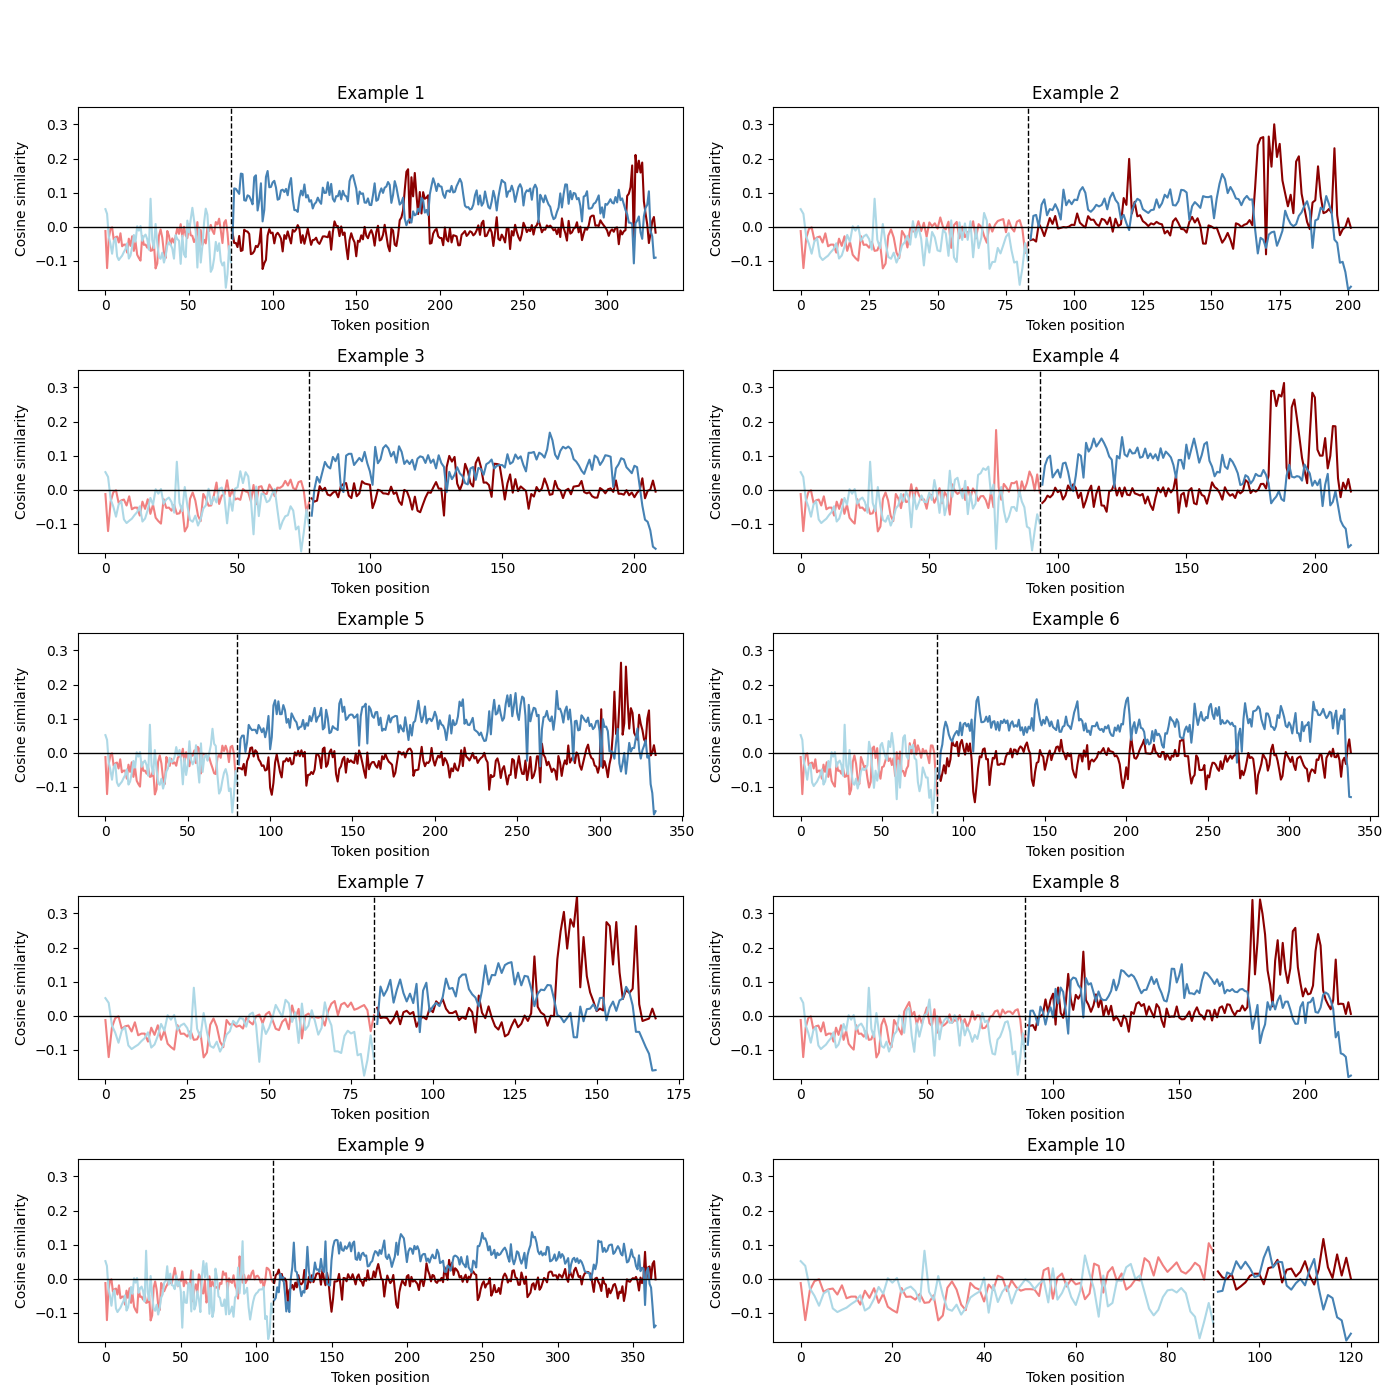 Example 1
Cosine similarity
0.3
0.2
0.1
0.0
−0.1
0 50 100 150 200 250 300
Token position
Example 2
Cosine similarity
0.3
0.2
0.1
0.0
−0.1
0 25 50 75 100 125 150 175 200
Token position
Example 3
Cosine similarity
0.3
0.2
0.1
0.0
−0.1
0 50 100 150 200
Token position
Example 4
Cosine similarity
0.3
0.2
0.1
0.0
−0.1
0 50 100 150 200
Token position
Example 5
Cosine similarity
0.3
0.2
0.1
0.0
−0.1
0 50 100 150 200 250 300 350
Token position
Example 6
Cosine similarity
0.3
0.2
0.1
0.0
−0.1
0 50 100 150 200 250 300 350
Token position
Example 7
Cosine similarity
0.3
0.2
0.1
0.0
−0.1
0 25 50 75 100 125 150 175
Token position
Example 8
Cosine similarity
0.3
0.2
0.1
0.0
−0.1
0 50 100 150 200
Token position
Example 9
Cosine similarity
0.3
0.2
0.1
0.0
−0.1
0 50 100 150 200 250 300 350
Token position
Example 10
Cosine similarity
0.3
0.2
0.1
0.0
−0.1
0 20 40 60 80 100 120
Token position